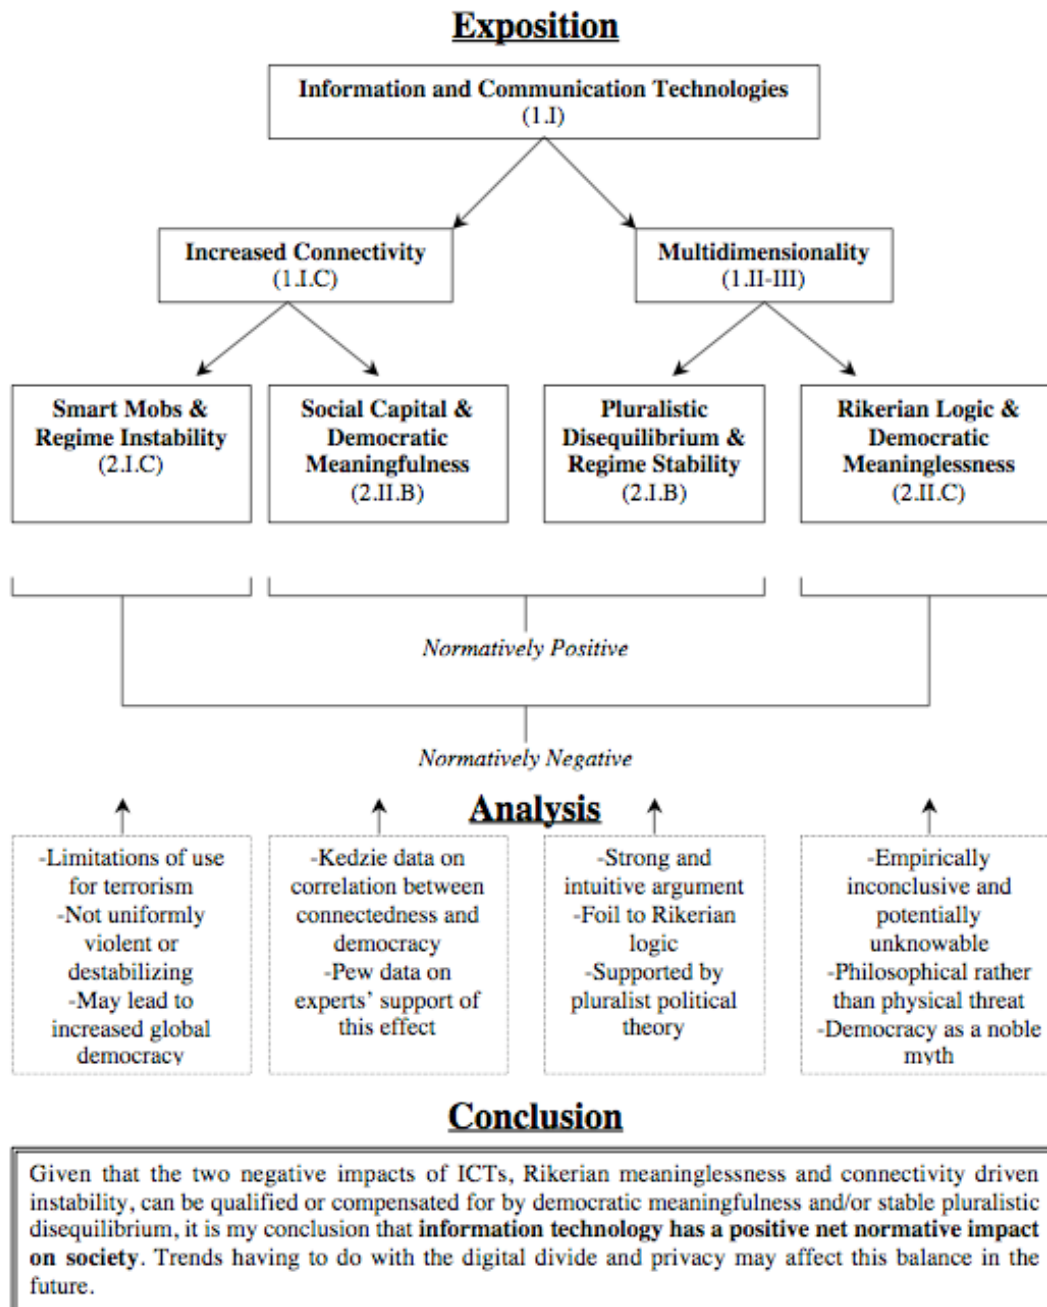 Exposition
Information and Communication Technologies
(1.I)
Increased Connectivity
(1.I.C)
Multidimensionality
(1.II-III)
Smart Mobs &
Regime Instability
(2.I.C)
Social Capital &
Democratic
Meaningfulness
(2.II.B)
Pluralistic
Disequilibrium &
Regime Stability
(2.I.B)
Rikerian Logic &
Democratic
Meaninglessness
(2.II.C)
Normatively Positive
Normatively Negative
Analysis
-Limitations of use
for terrorism
-Not uniformly
violent or
destabilizing
-May lead to
increased global
democracy
-Kedzie data on
correlation between
connectedness and
democracy
-Pew data on
experts' support of
this effect
-Strong and
intuitive argument
-Foil to Rikerian
logic
-Supported by
pluralist political
theory
-Empirically
inconclusive and
potentially
unknowable
-Philosophical rather
than physical threat
-Democracy as a noble
myth
Conclusion
Given that the two negative impacts of ICTs, Rikerian meaninglessness and connectivity driven
instability, can be qualified or compensated for by democratic meaningfulness and/or stable pluralistic
disequilibrium, it is my conclusion that information technology has a positive net normative impact
on society. Trends having to do with the digital divide and privacy may affect this balance in the
future.